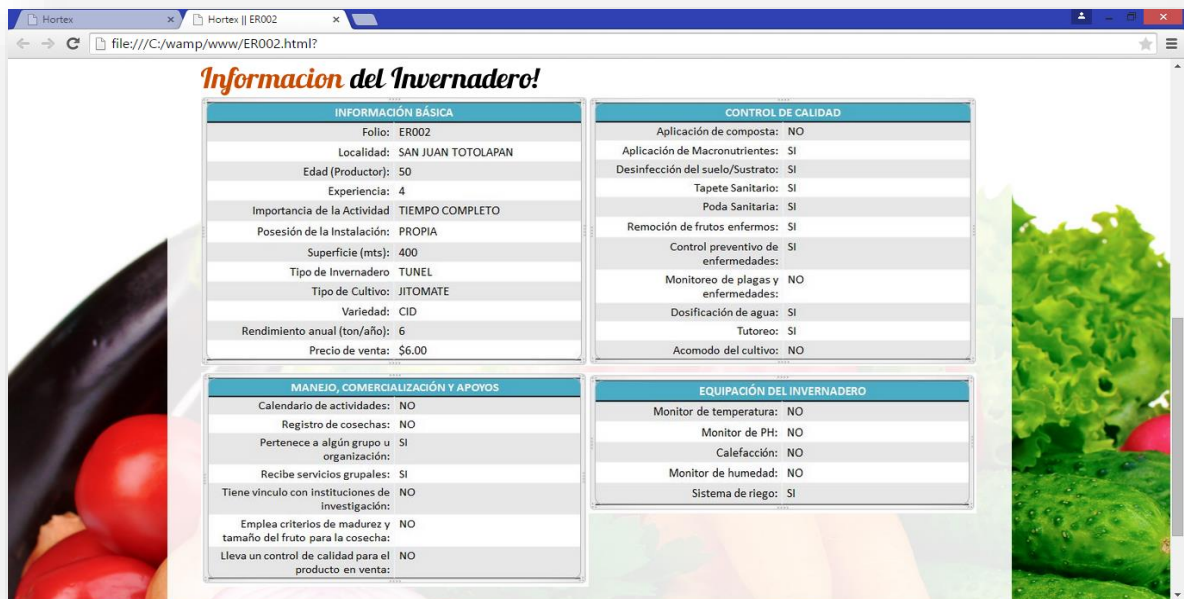 Hortex
Hortex || ER002
file:///C:/wamp/www/ER002.html?
Informacion del Invernadero!
INFORMACIÓN BÁSICA
Folio: ER002
Localidad: SAN JUAN TOTOLAPAN
Edad (Productor): 50
Experiencia: 4
Importancia de la Actividad TIEMPO COMPLETO
Posesión de la Instalación: PROPIA
Superficie (mts): 400
Tipo de Invernadero TUNEL
Tipo de Cultivo: JITOMATE
Variedad: CID
Rendimiento anual (ton/año): 6
Precio de venta: $6.00
CONTROL DE CALIDAD
Aplicación de composta: NO
Aplicación de Macronutrientes: SI
Desinfección del suelo/Sustrato: SI
Tapete Sanitario: SI
Poda Sanitaria: SI
Remoción de frutos enfermos: SI
Control preventivo de SI
enfermedades:
Monitoreo de plagas y NO
enfermedades:
Dosificación de agua: SI
Tutoreo: SI
Acomodo del cultivo: NO
MANEJO, COMERCIALIZACIÓN Y APOYOS
Calendario de actividades: NO
Registro de cosechas: NO
Pertenece a algún grupo u SI
organización:
Recibe servicios grupales: SI
Tiene vinculo con instituciones de NO
investigación:
Emplea criterios de madurez y NO
tamaño del fruto para la cosecha:
Lleva un control de calidad para el NO
producto en venta:
EQUIPACIÓN DEL INVERNADERO
Monitor de temperatura: NO
Monitor de PH: NO
Calefacción: NO
Monitor de humedad: NO
Sistema de riego: SI